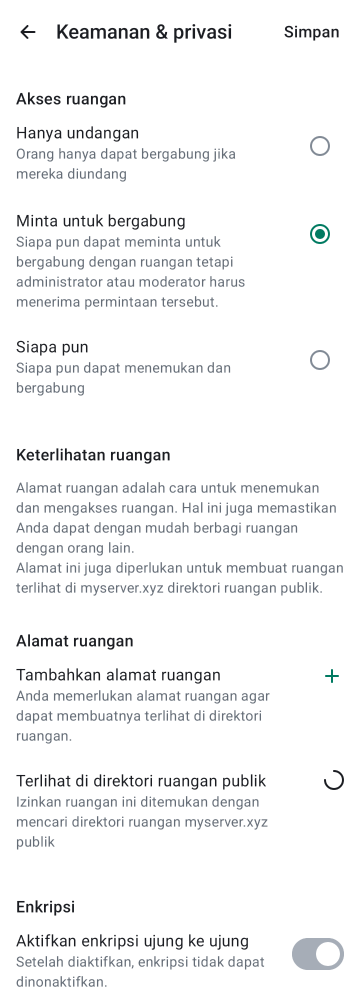 Keamanan & privasi
Simpan
Akses ruangan
Hanya undangan
Orang hanya dapat bergabung jika
mereka diundang
Minta untuk bergabung
Siapa pun dapat meminta untuk
bergabung dengan ruangan tetapi
administrator atau moderator harus
menerima permintaan tersebut.
Siapa pun
Siapa pun dapat menemukan dan
bergabung
Keterlihatan ruangan
Alamat ruangan adalah cara untuk menemukan
dan mengakses ruangan. Hal ini juga memastikan
Anda dapat dengan mudah berbagi ruangan
dengan orang lain.
Alamat ini juga diperlukan untuk membuat ruangan
terlihat di myserver.xyz direktori ruangan publik.
Alamat ruangan
Tambahkan alamat ruangan
Anda memerlukan alamat ruangan agar
dapat membuatnya terlihat di direktori
ruangan.
Terlihat di direktori ruangan publik
Izinkan ruangan ini ditemukan dengan
mencari direktori ruangan myserver.xyz
publik
Enkripsi
Aktifkan enkripsi ujung ke ujung
Setelah diaktifkan, enkripsi tidak dapat
dinonaktifkan.